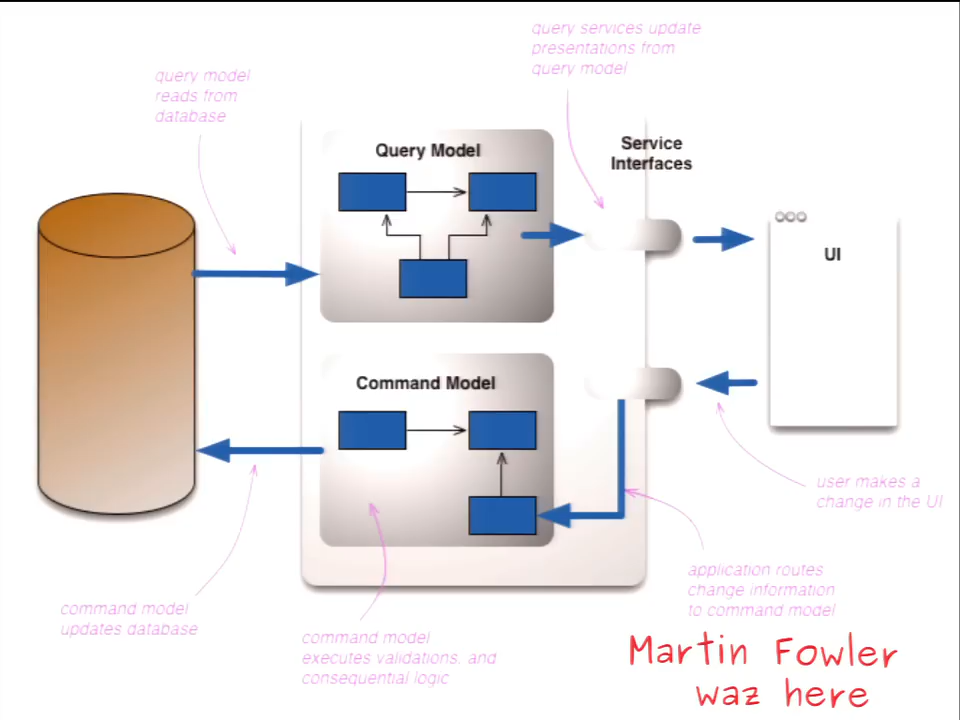 query services update
presentations from
query model
query model
reads from
database
Query Model
Service
Interfaces
UI
Command Model
user makes a
change in the UI
application routes
change information
to command model
command model
updates database
command model
executes validations, and
consequential logic
Martin Fowler
waz here